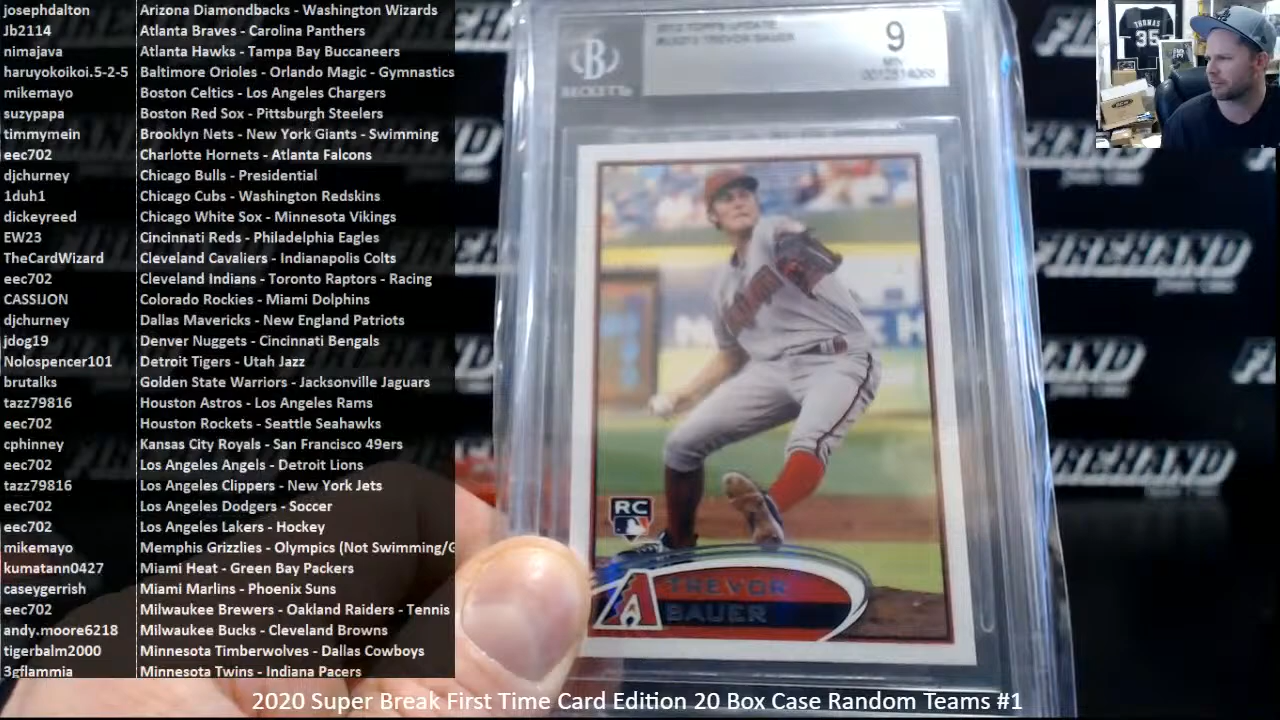 josephdalton Arizona Diamondbacks - Washington Wizards
Jb2114 Atlanta Braves - Carolina Panthers
nimajava Atlanta Hawks - Tampa Bay Buccaneers
haruyokoikoi.5-2-5 Baltimore Orioles - Orlando Magic - Gymnastics
mikemayo Boston Celtics - Los Angeles Chargers
suzypapa Boston Red Sox - Pittsburgh Steelers
timmymein Brooklyn Nets - New York Giants - Swimming
eec702 Charlotte Hornets - Atlanta Falcons
djchurney Chicago Bulls - Presidential
1duh1 Chicago Cubs - Washington Redskins
dickeyreed Chicago White Sox - Minnesota Vikings
EW23 Cincinnati Reds - Philadelphia Eagles
TheCardWizard Cleveland Cavaliers - Indianapolis Colts
eec702 Cleveland Indians - Toronto Raptors - Racing
CASSIJON Colorado Rockies - Miami Dolphins
djchurney Dallas Mavericks - New England Patriots
jdog19 Denver Nuggets - Cincinnati Bengals
Nolospencer101 Detroit Tigers - Utah Jazz
brutalks Golden State Warriors - Jacksonville Jaguars
tazz79816 Houston Astros - Los Angeles Rams
eec702 Houston Rockets - Seattle Seahawks
cphinney Kansas City Royals - San Francisco 49ers
eec702 Los Angeles Angels - Detroit Lions
tazz79816 Los Angeles Clippers - New York Jets
eec702 Los Angeles Dodgers - Soccer
eec702 Los Angeles Lakers - Hockey
mikemayo Memphis Grizzlies - Olympics (Not Swimming/G
kumatann0427 Miami Heat - Green Bay Packers
caseygerrish Miami Marlins - Phoenix Suns
eec702 Milwaukee Brewers - Oakland Raiders - Tennis
andy.moore6218 Milwaukee Bucks - Cleveland Browns
tigerbalm2000 Minnesota Timberwolves - Dallas Cowboys
3gflammia Minnesota Twins - Indiana Pacers
BECKETT
2012 TOPPS UPDATE
TREVOR BAUER
9
MINT
RC
A
TREVOR
BAUER
THOMAS
35
FIREHAND
FIREHAND
FIREHAND
2020 Super Break First Time Card Edition 20 Box Case Random Teams #1